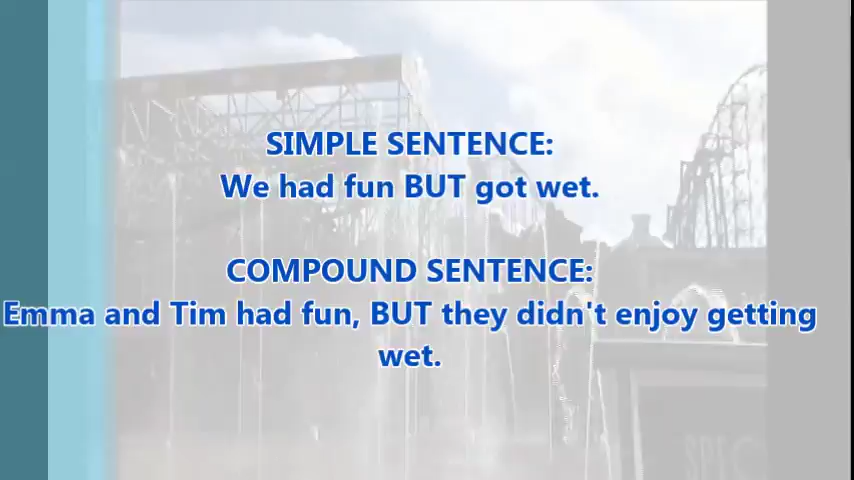 SIMPLE SENTENCE:
We had fun BUT got wet.
COMPOUND SENTENCE:
Emma and Tim had fun, BUT they didn't enjoy getting
wet.